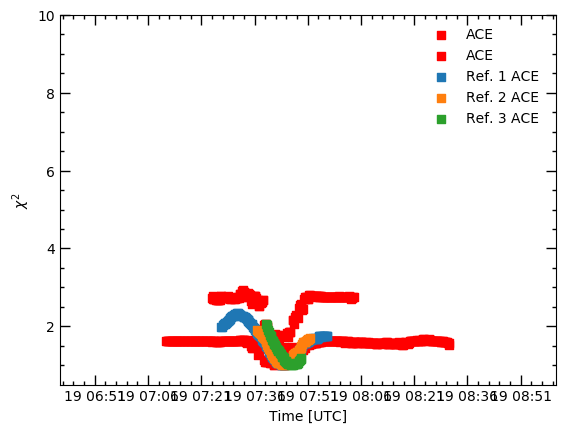 10
8
6
4
2
χ²
ACE
ACE
Ref. 1 ACE
Ref. 2 ACE
Ref. 3 ACE
19 06:51 19 07:06 19 07:21 19 07:36 19 07:51 19 08:06 19 08:21 19 08:36 19 08:51
Time [UTC]